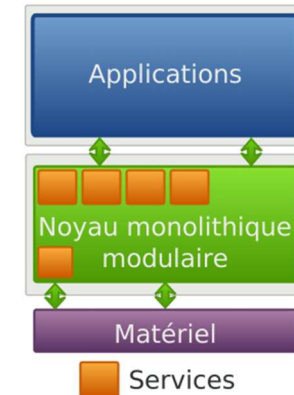 Applications
Noyau monolithique
modulaire
Matériel
Services